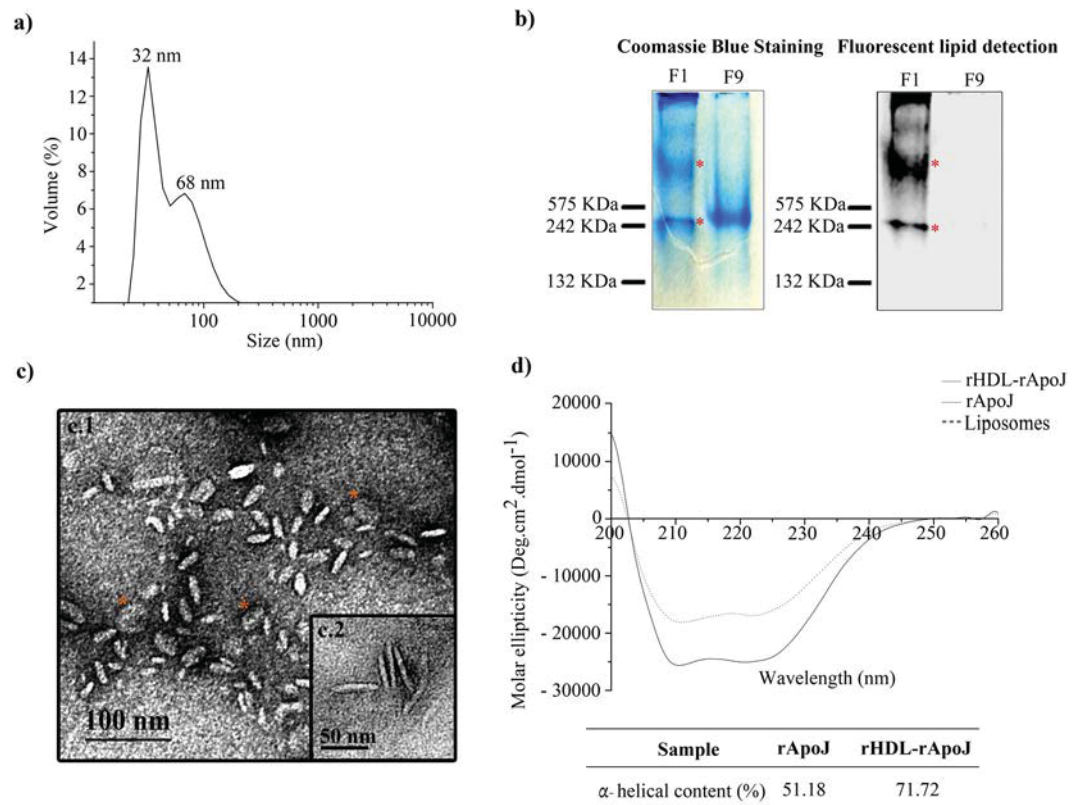 a)
32 nm
68 nm
14
12
10
8
6
4
2
Volume (%)
100
1000
10000
Size (nm)
b)
Coomassie Blue Staining
Fluorescent lipid detection
F1
F9
F1
F9
*
*
*
*
575 KDa
242 KDa
132 KDa
575 KDa
242 KDa
132 KDa
c)
c.1
*
*
*
100 nm
c.2
50 nm
d)
rHDL-rApoJ
rApoJ
Liposomes
20000
10000
0
- 10000
- 20000
- 30000
Molar ellipticity (Deg.cm².dmol⁻¹)
200
210
220
230
240
250
260
Wavelength (nm)
Sample rApoJ rHDL-rApoJ
α- helical content (%) 51.18 71.72